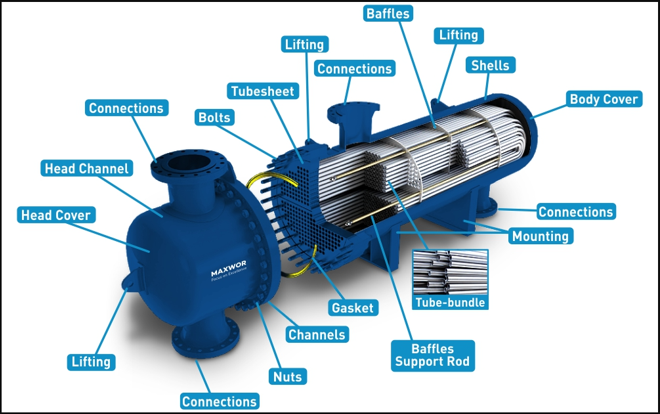 Baffles
Lifting
Lifting
Connections
Shells
Tubesheet
Body Cover
Connections
Bolts
Head Channel
Head Cover
Connections
Mounting
MAXWOR
Tube-bundle
Gasket
Channels
Baffles
Support Rod
Lifting
Nuts
Connections